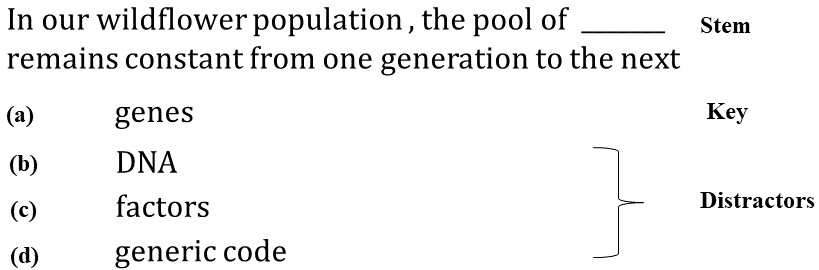 In our wildflower population , the pool of ________ Stem
remains constant from one generation to the next
(a) genes Key
(b) DNA
(c) factors Distractors
(d) generic code